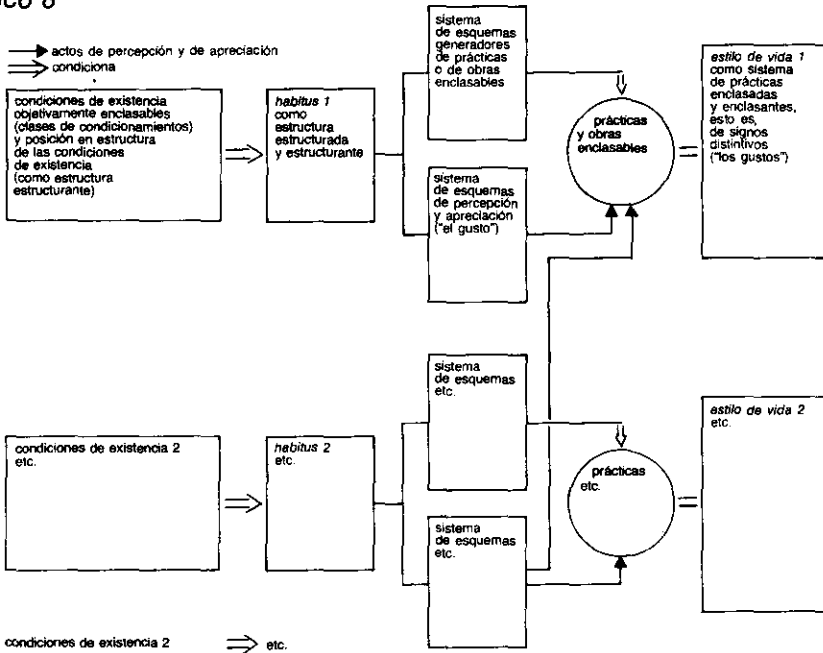 actos de percepción y de apreciación
condiciona
condiciones de existencia
objetivamente enclasables
(clases de condicionamientos)
y posición en estructura
de las condiciones
de existencia
(como estructura
estructurante)
habitus 1
como
estructura
estructurada
y estructurante
sistema
de esquemas
generadores
de prácticas
o de obras
enclasables
sistema
de esquemas
de percepción
y apreciación
("el gusto")
prácticas
y obras
enclasables
estilo de vida 1
como sistema
de prácticas
enclasadas
y enclasantes,
esto es,
de signos
distintivos
("los gustos")
condiciones de existencia 2
etc.
habitus 2
etc.
sistema
de esquemas
etc.
sistema
de esquemas
etc.
prácticas
etc.
estilo de vida 2
etc.
condiciones de existencia 2
etc.